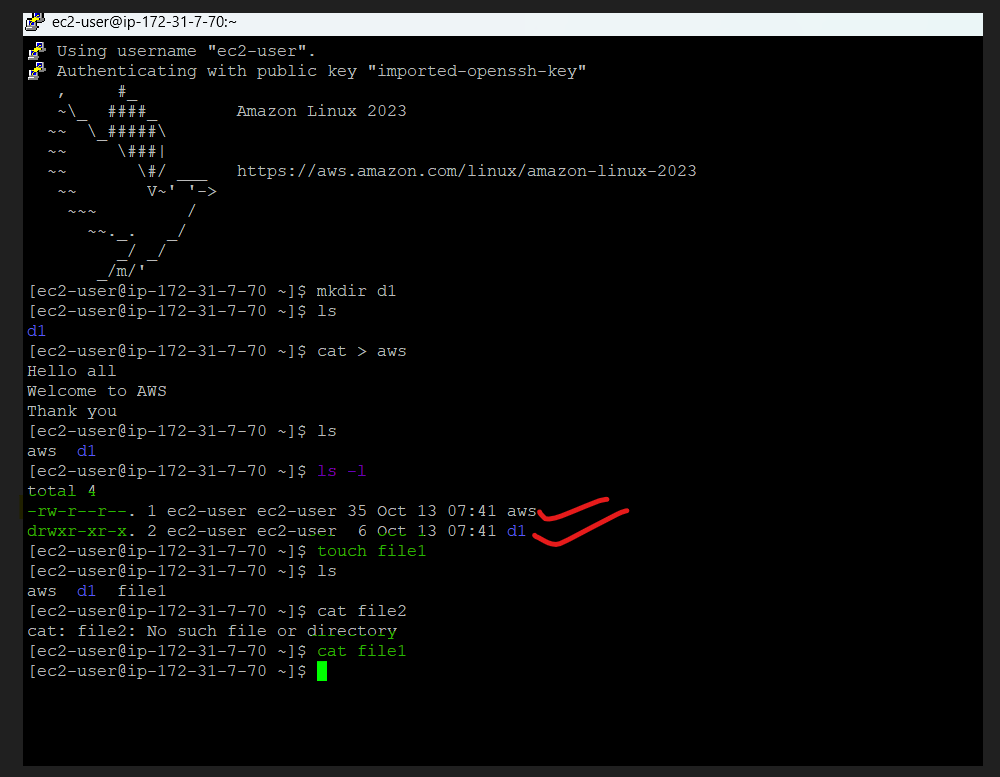 ec2-user@ip-172-31-7-70:~
Using username "ec2-user".
Authenticating with public key "imported-openssh-key"
   ,     #_
   ~\_  ####_        Amazon Linux 2023
  ~~  \_#####\
  ~~     \###|
  ~~       \#/ ___   https://aws.amazon.com/linux/amazon-linux-2023
   ~~       V~' '->
    ~~~         /
      ~~._.   _/
         _/ _/
       _/m/'
[ec2-user@ip-172-31-7-70 ~]$ mkdir d1
[ec2-user@ip-172-31-7-70 ~]$ ls
d1
[ec2-user@ip-172-31-7-70 ~]$ cat > aws
Hello all
Welcome to AWS
Thank you
[ec2-user@ip-172-31-7-70 ~]$ ls
aws  d1
[ec2-user@ip-172-31-7-70 ~]$ ls -l
total 4
-rw-r--r--. 1 ec2-user ec2-user 35 Oct 13 07:41 aws
drwxr-xr-x. 2 ec2-user ec2-user  6 Oct 13 07:41 d1
[ec2-user@ip-172-31-7-70 ~]$ touch file1
[ec2-user@ip-172-31-7-70 ~]$ ls
aws  d1  file1
[ec2-user@ip-172-31-7-70 ~]$ cat file2
cat: file2: No such file or directory
[ec2-user@ip-172-31-7-70 ~]$ cat file1
[ec2-user@ip-172-31-7-70 ~]$